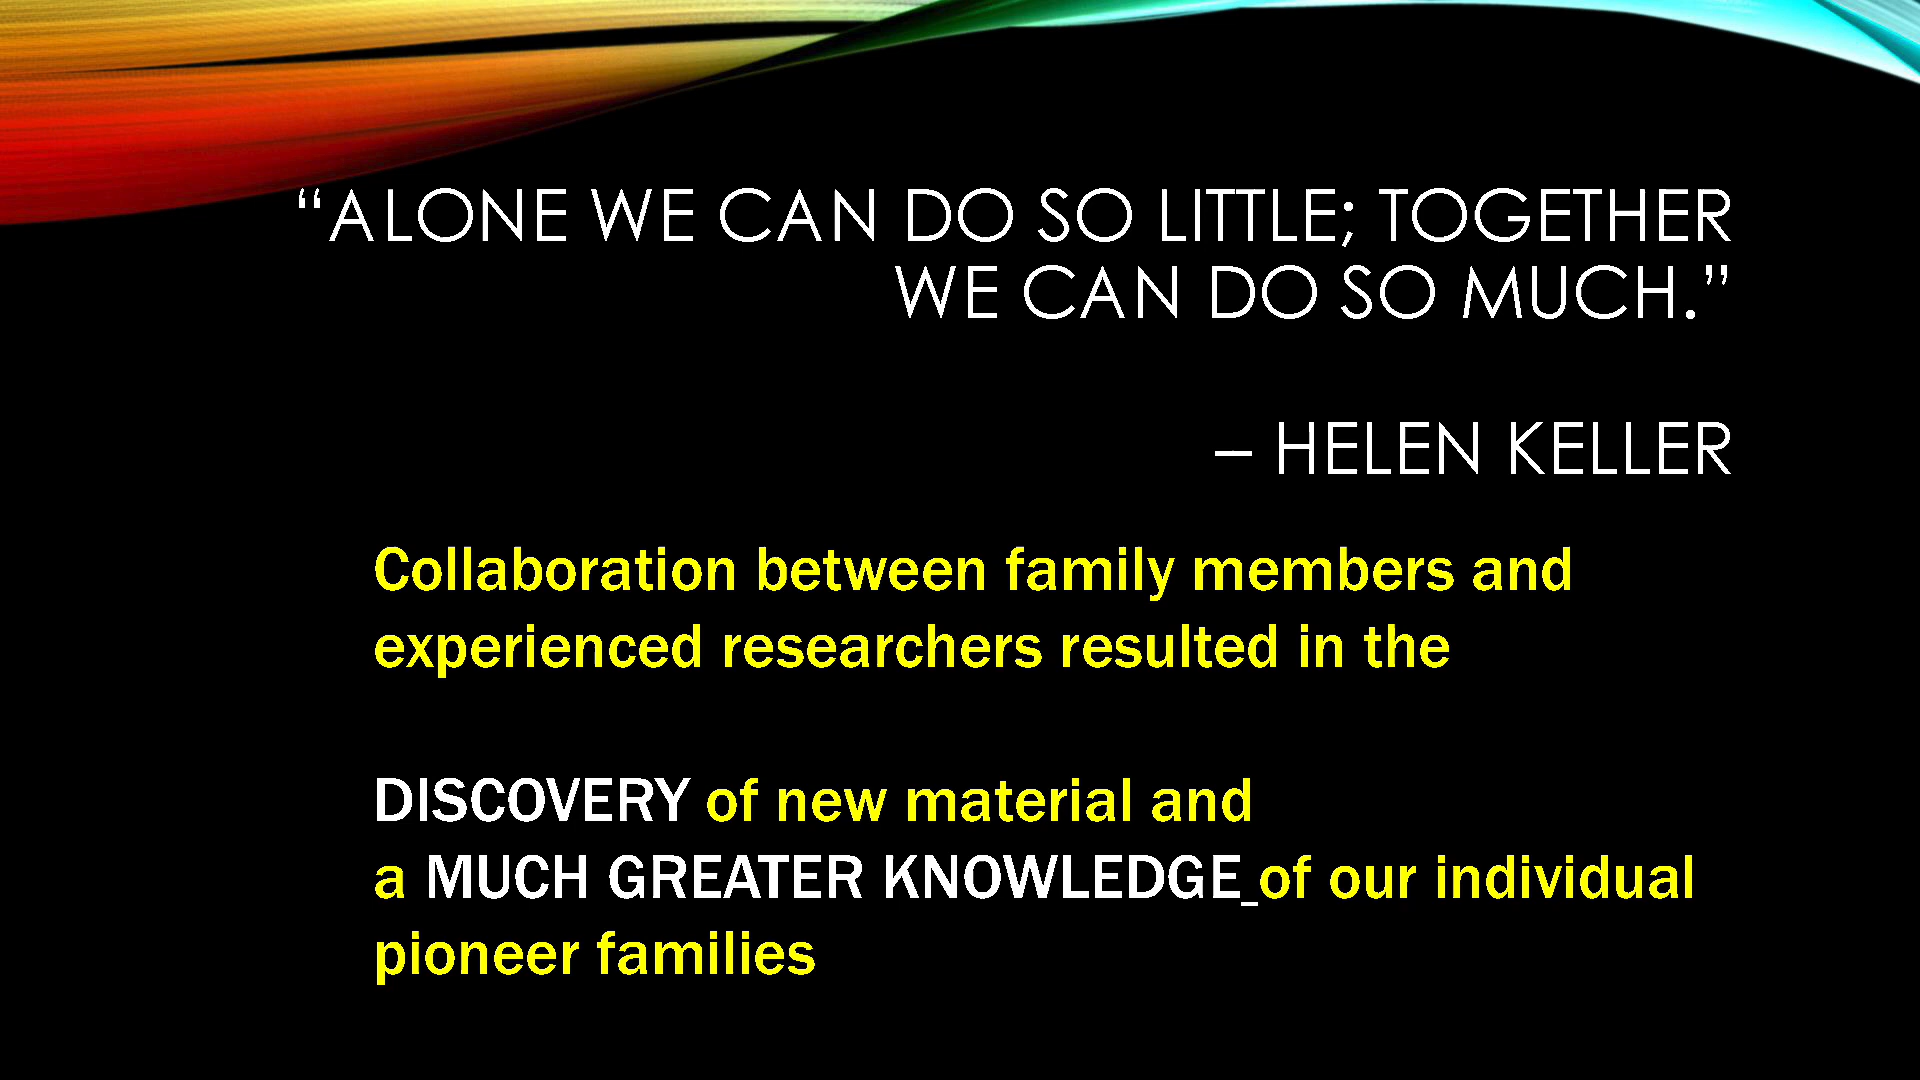 “ALONE WE CAN DO SO LITTLE; TOGETHER
WE CAN DO SO MUCH.”
– HELEN KELLER
Collaboration between family members and
experienced researchers resulted in the
DISCOVERY of new material and
a MUCH GREATER KNOWLEDGE of our individual
pioneer families